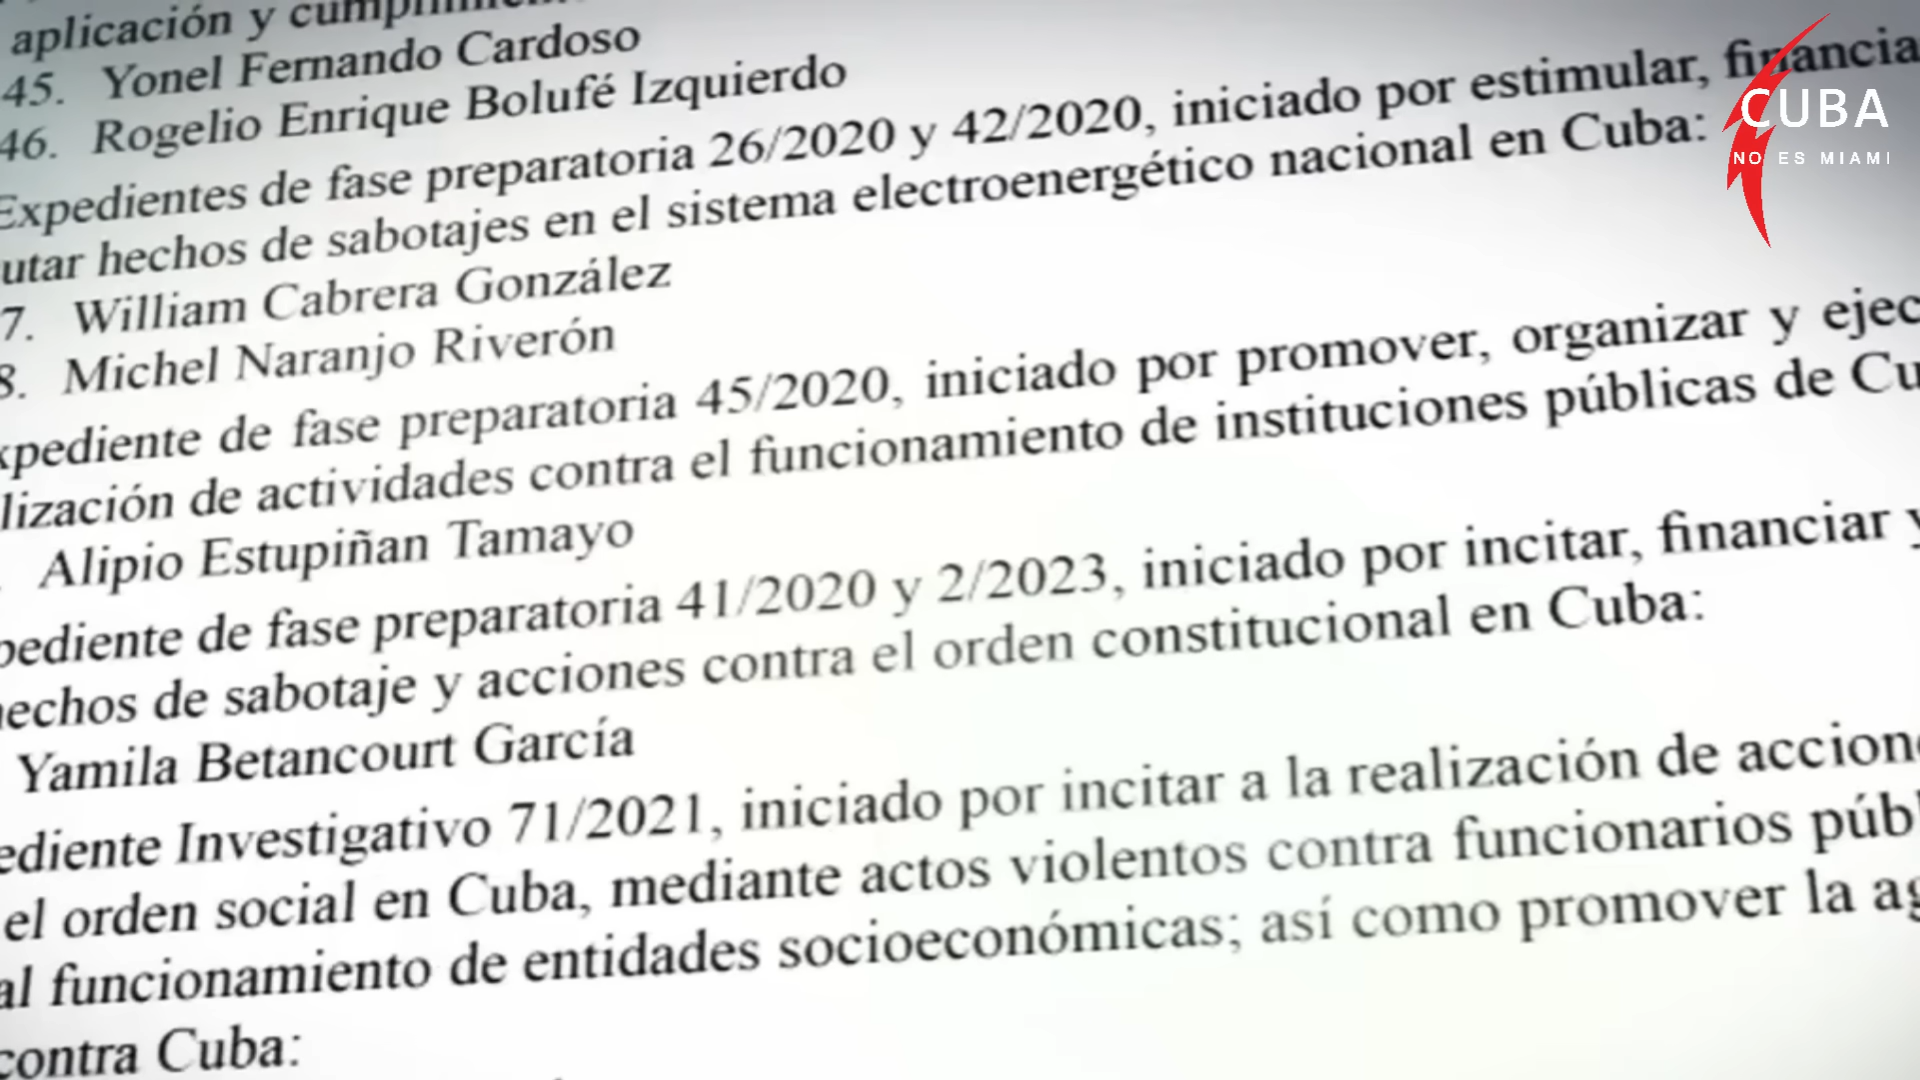 aplicación y
45. Yonel Fernando Cardoso
46. Rogelio Enrique Bolufé Izquierdo
Expedientes de fase preparatoria 26/2020 y 42/2020, iniciado por estimular, financia
utar hechos de sabotajes en el sistema electroenergético nacional en Cuba:
7. William Cabrera González
8. Michel Naranjo Riverón
xpediente de fase preparatoria 45/2020, iniciado por promover, organizar y ejec
lización de actividades contra el funcionamiento de instituciones públicas de Cu
Alipio Estupiñan Tamayo
pediente de fase preparatoria 41/2020 y 2/2023, iniciado por incitar, financiar y
hechos de sabotaje y acciones contra el orden constitucional en Cuba:
Yamila Betancourt García
ediente Investigativo 71/2021, iniciado por incitar a la realización de accion
el orden social en Cuba, mediante actos violentos contra funcionarios públ
al funcionamiento de entidades socioeconómicas; así como promover la ag
contra Cuba:
CUBA
NO ES MIAMI